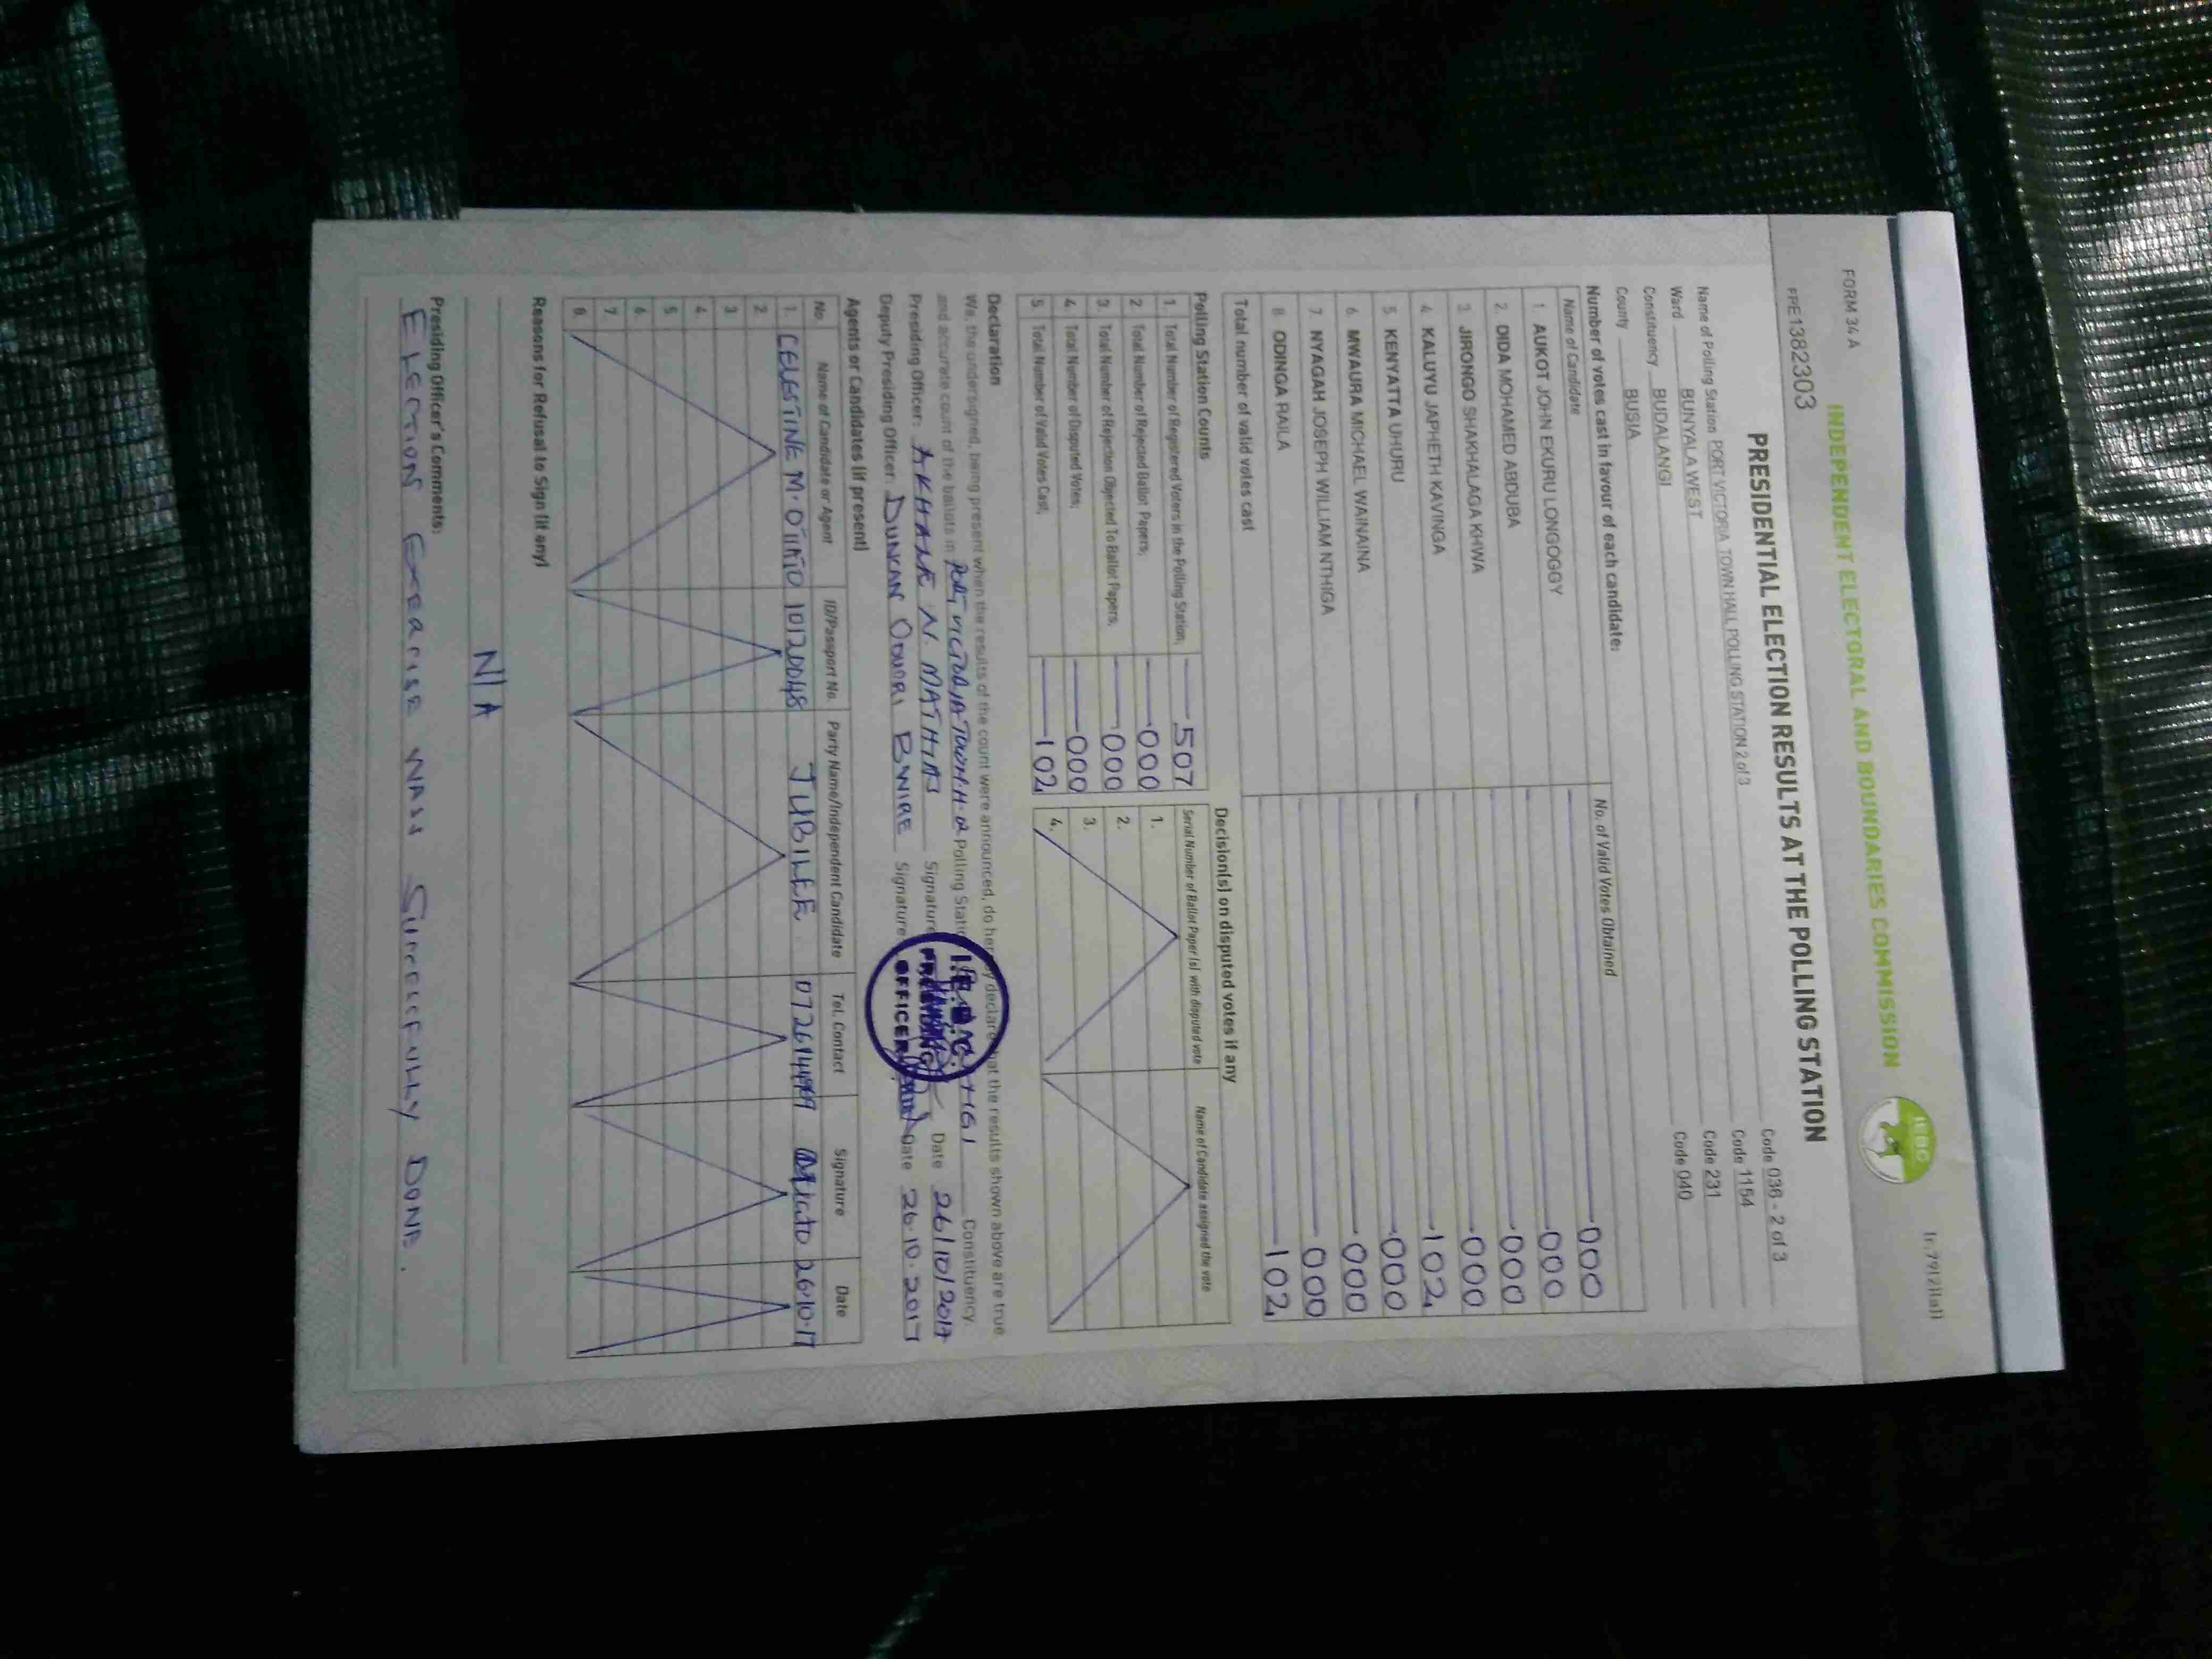 FORM 34A
Ir.79(2)(a))
INDEPENDENT ELECTORAL AND BOUNDARIES COMMISSION
IEBC
PPE1382303
PRESIDENTIAL ELECTION RESULTS AT THE POLLING STATION
Name of Polling Station PORT VICTORIA TOWN HALL POLLING STATION 2 of 3 Code 036 - 2 of 3
Ward BUNYALA WEST Code 1154
Constituency BUDALANGI Code 231
County BUSIA Code 040
Number of votes cast in favour of each candidate:
Name of Candidate No. of Valid Votes Obtained
1. AUKOT JOHN EKURU LONGOGGY 000
2. DIDA MOHAMED ABDUBA 000
3. JIRONGO SHAKHALAGA KHWA 000
4. KALUYU JAPHETH KAVINGA 000
5. KENYATTA UHURU 102
6. MWAURA MICHAEL WAINAINA 000
7. NYAGAH JOSEPH WILLIAM NTHIGA 000
8. ODINGA RAILA 000
Total number of valid votes cast 102
Polling Station Counts
1. Total Number of Registered Voters in the Polling Station; 507
2. Total Number of Rejected Ballot Papers; 000
3. Total Number of Rejection Objected To Ballot Papers; 000
4. Total Number of Disputed Votes; 000
5. Total Number of Valid Votes Cast; 102
Decision(s) on disputed votes if any
Serial Number of Ballot Paper (s) with disputed vote Name of Candidate assigned the vote
1.
2.
3.
4.
Declaration
We, the undersigned, being present when the results of the count were announced, do hereby declare that the results shown above are true
and accurate count of the ballots in PORT VICTORIA TOWN H. 2 Polling Station Constituency.
Presiding Officer: AKHALE N. MATHIAS Signature Date 26/10/2017
Deputy Presiding Officer: DUNCAN ODUORI BWIRE Signature Date 26.10.2017
PRESIDING
OFFICER
Agents or Candidates (if present)
No. Name of Candidate or Agent ID/Passport No. Party Name/Independent Candidate Tel. Contact Signature Date
1. CELESTINE M. 10120048 JUBILEE 26.10.17
2.
3
4
5
6
7
8
Reasons for Refusal to Sign (if any)
N/A
Presiding Officer's Comments:
ELECTION EXERCISE WAS SUCCESSFULLY DONE.